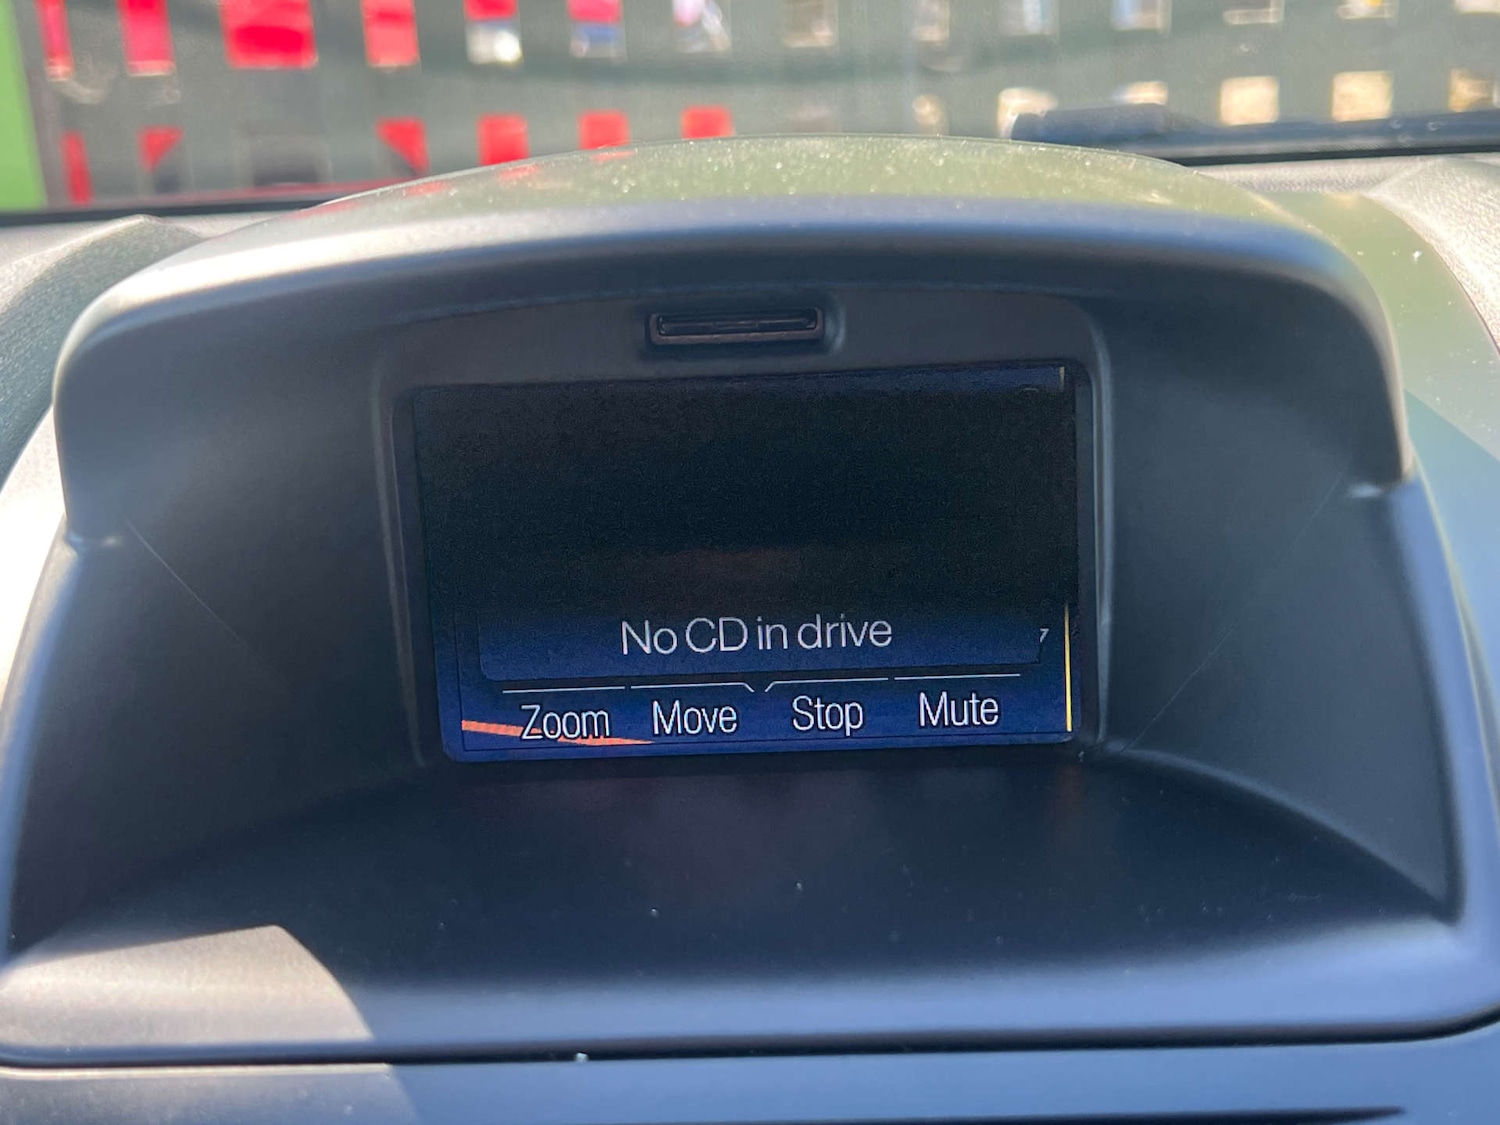 No CD in drive
Zoom Move Stop Mute